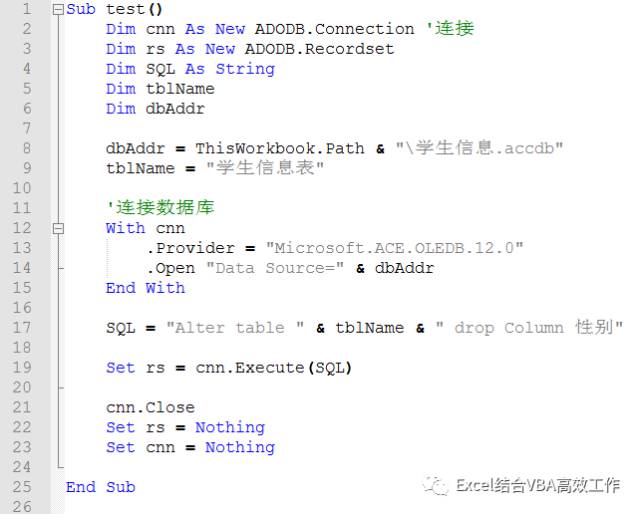 1 Sub test()
2 Dim cnn As New ADODB.Connection '连接
3 Dim rs As New ADODB.Recordset
4 Dim SQL As String
5 Dim tblName
6 Dim dbAddr
7
8 dbAddr = ThisWorkbook.Path & "\学生信息.accdb"
9 tblName = "学生信息表"
10
11 '连接数据库
12 With cnn
13 .Provider = "Microsoft.ACE.OLEDB.12.0"
14 .Open "Data Source=" & dbAddr
15 End With
16
17 SQL = "Alter table " & tblName & " drop Column 性别"
18
19 Set rs = cnn.Execute(SQL)
20
21 cnn.Close
22 Set rs = Nothing
23 Set cnn = Nothing
24
25 End Sub
26
Excel结合VBA高效工作